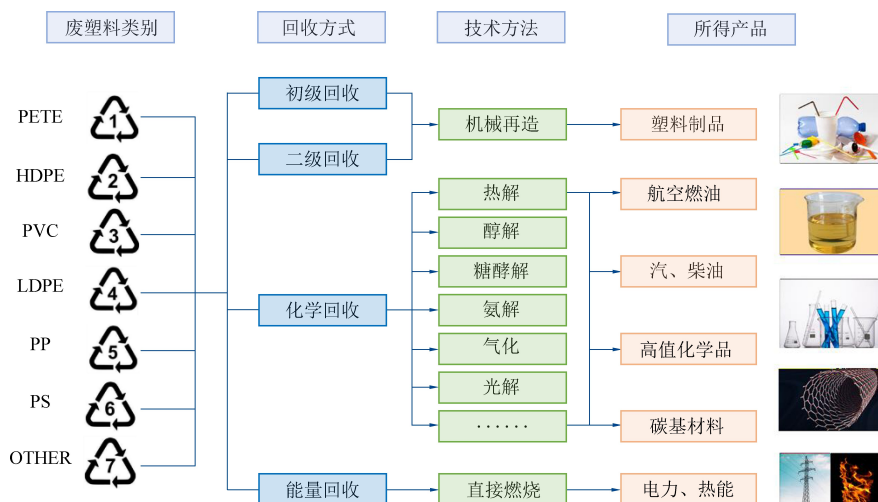 废塑料类别
回收方式
技术方法
所得产品
PETE
1
HDPE
2
PVC
3
LDPE
4
PP
5
PS
6
OTHER
7
初级回收
二级回收
化学回收
能量回收
机械再造
热解
醇解
糖酵解
氨解
气化
光解
······
直接燃烧
塑料制品
航空燃油
汽、柴油
高值化学品
碳基材料
电力、热能